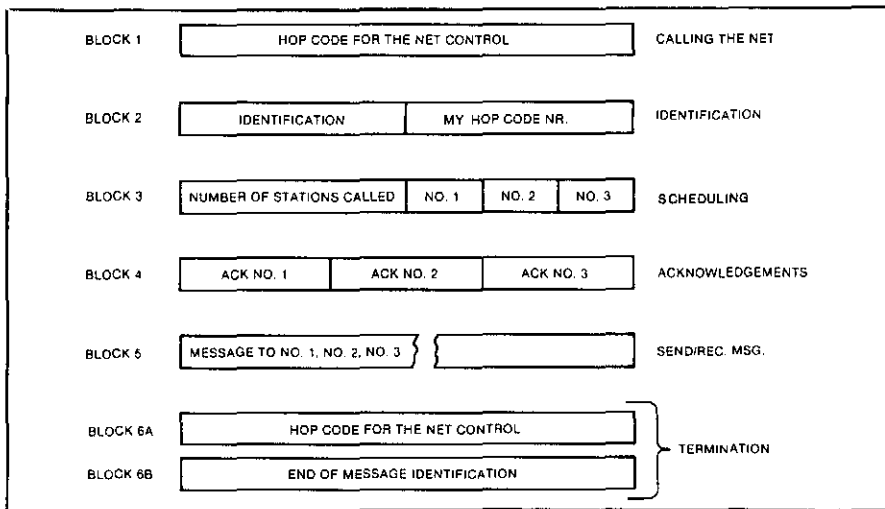 BLOCK 1 HOP CODE FOR THE NET CONTROL CALLING THE NET
BLOCK 2 IDENTIFICATION MY HOP CODE NR. IDENTIFICATION
BLOCK 3 NUMBER OF STATIONS CALLED NO. 1 NO. 2 NO. 3 SCHEDULING
BLOCK 4 ACK NO. 1 ACK NO. 2 ACK NO. 3 ACKNOWLEDGEMENTS
BLOCK 5 MESSAGE TO NO. 1, NO. 2, NO. 3 SEND/REC. MSG.
BLOCK 6A HOP CODE FOR THE NET CONTROL
TERMINATION
BLOCK 6B END OF MESSAGE IDENTIFICATION